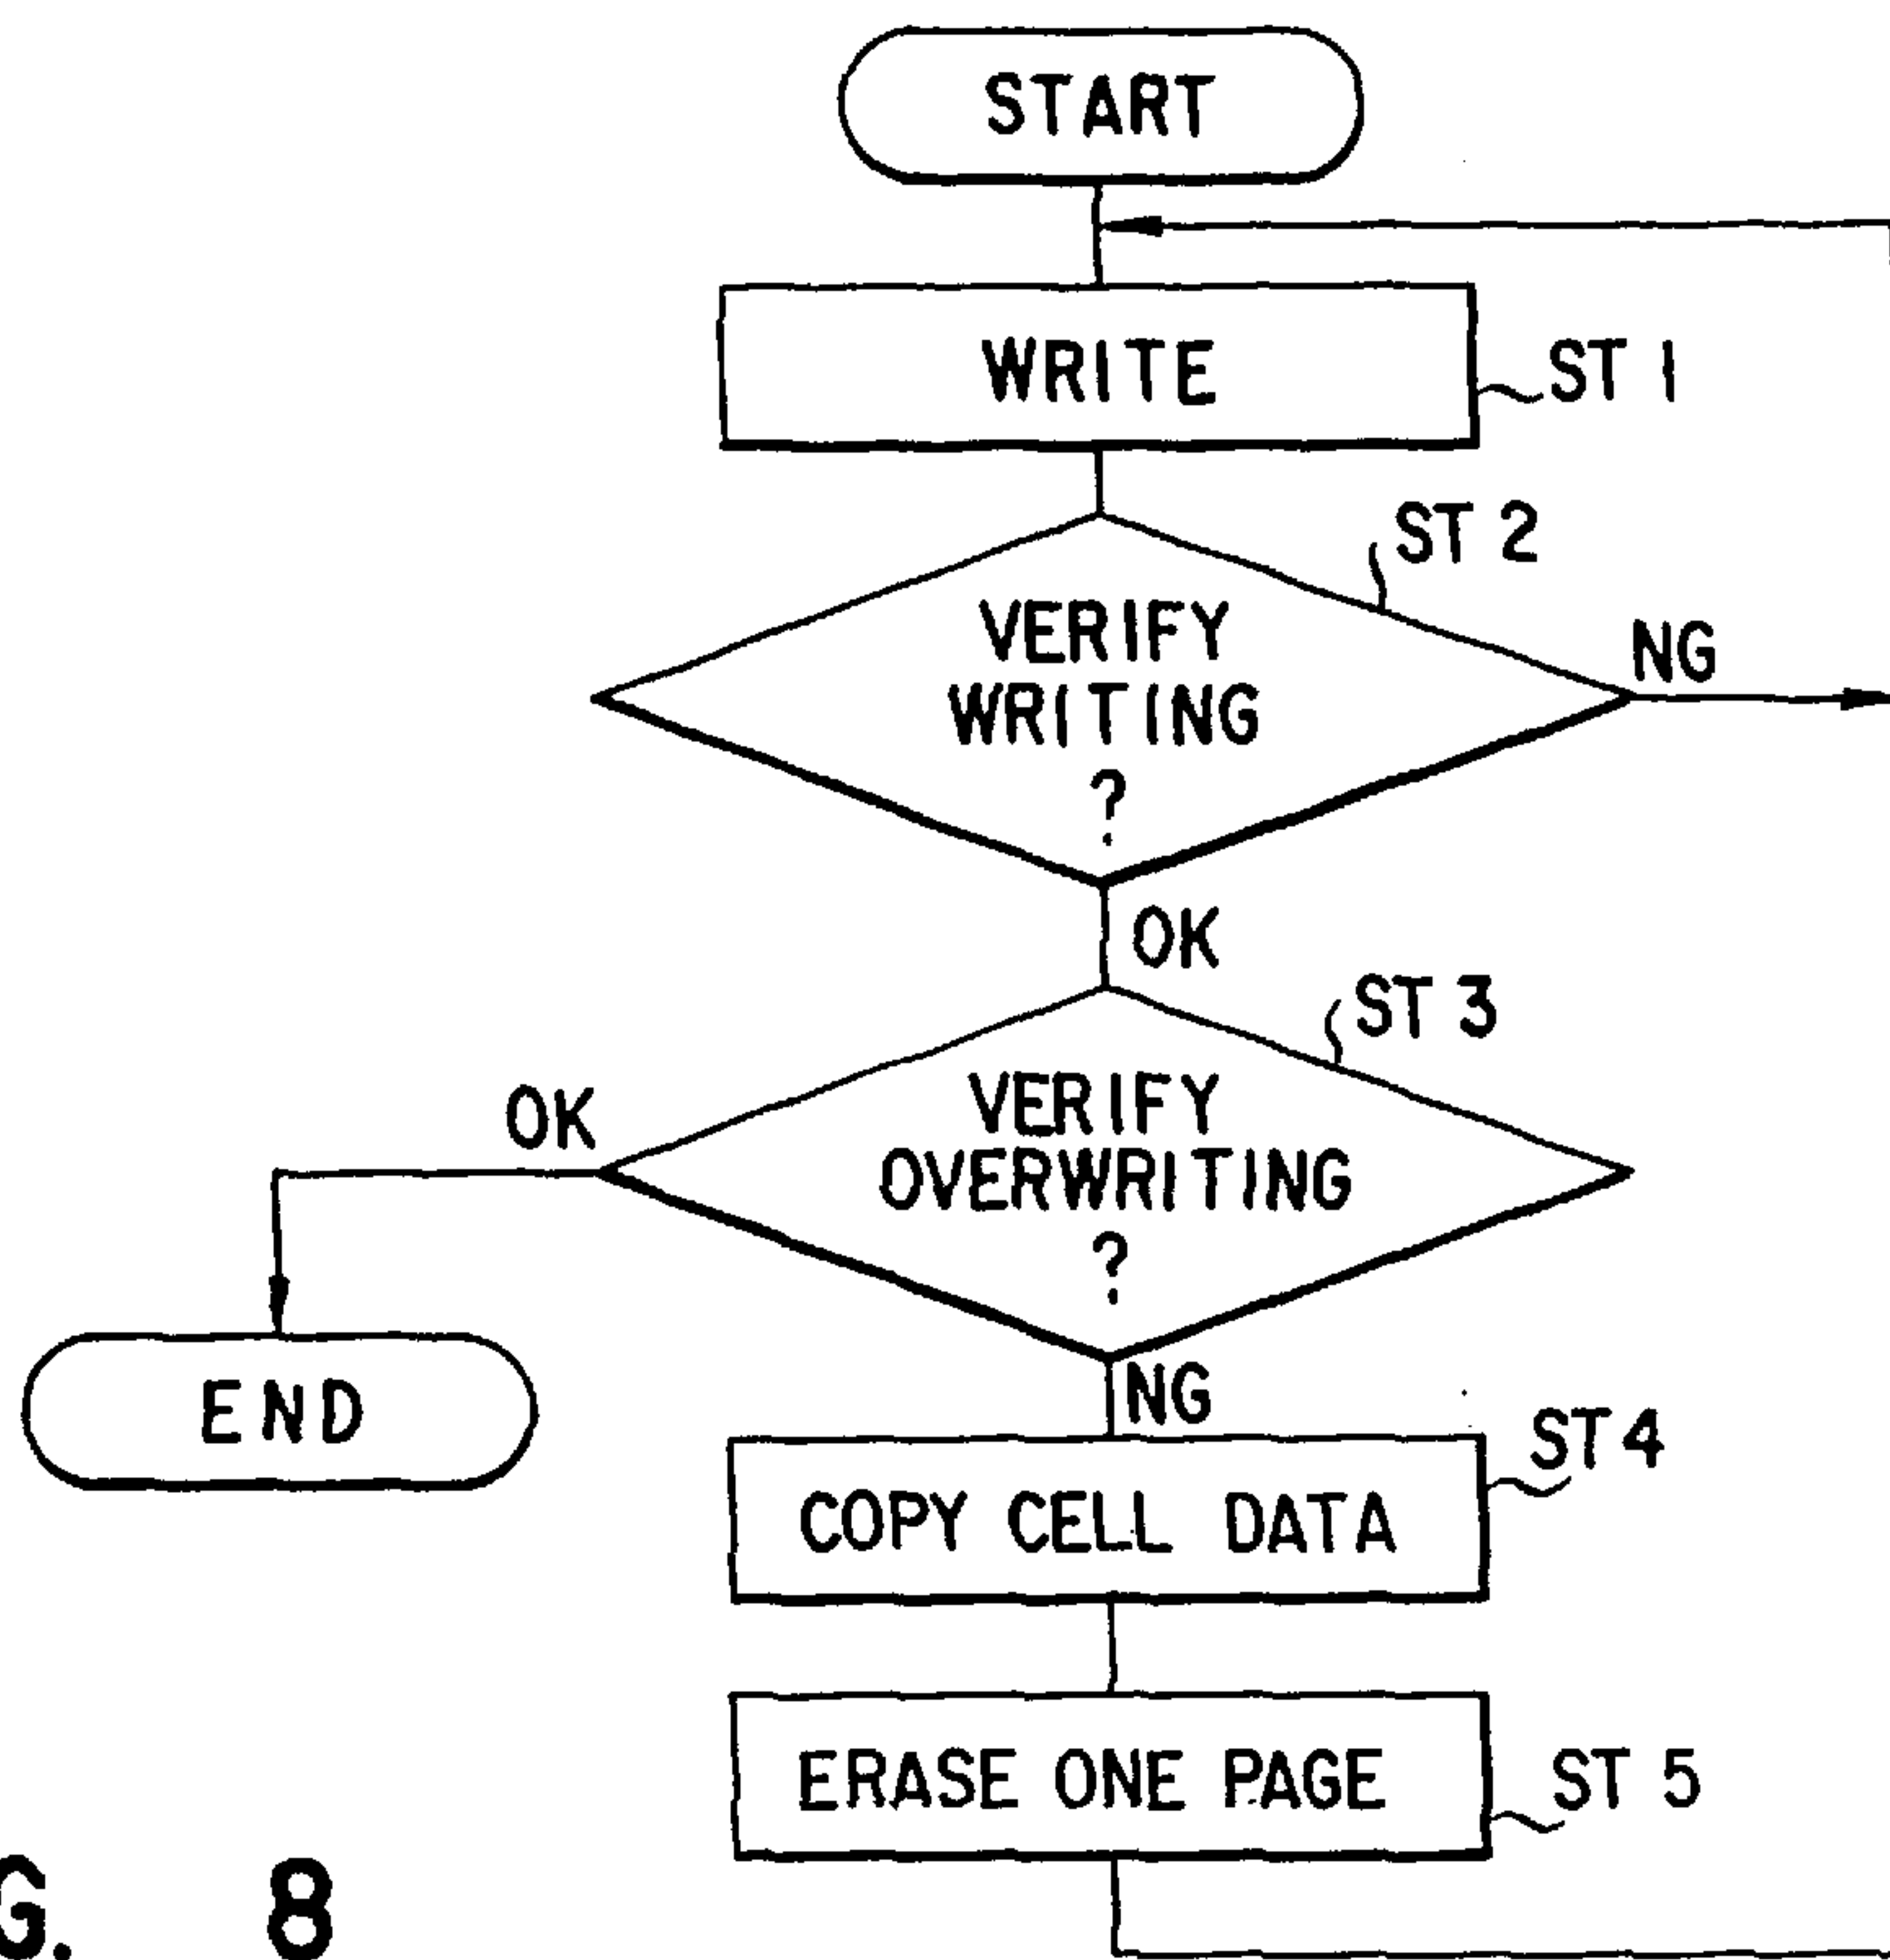 START
WRITE
ST 1
ST 2
VERIFY
WRITING
?
NG
OK
ST 3
VERIFY
OVERWRITING
?
OK
END
NG
ST4
COPY CELL DATA
ERASE ONE PAGE
ST 5
G. 8